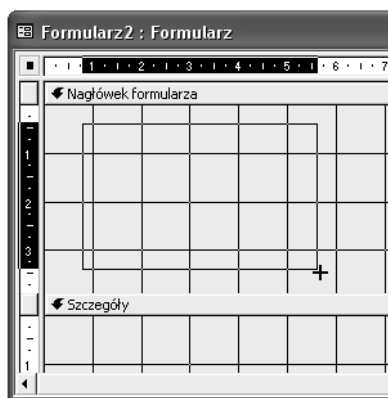 Formularz2 : Formularz
1 2 3 4 5 6 7
Nagłówek formularza
1
2
3
Szczegóły
1